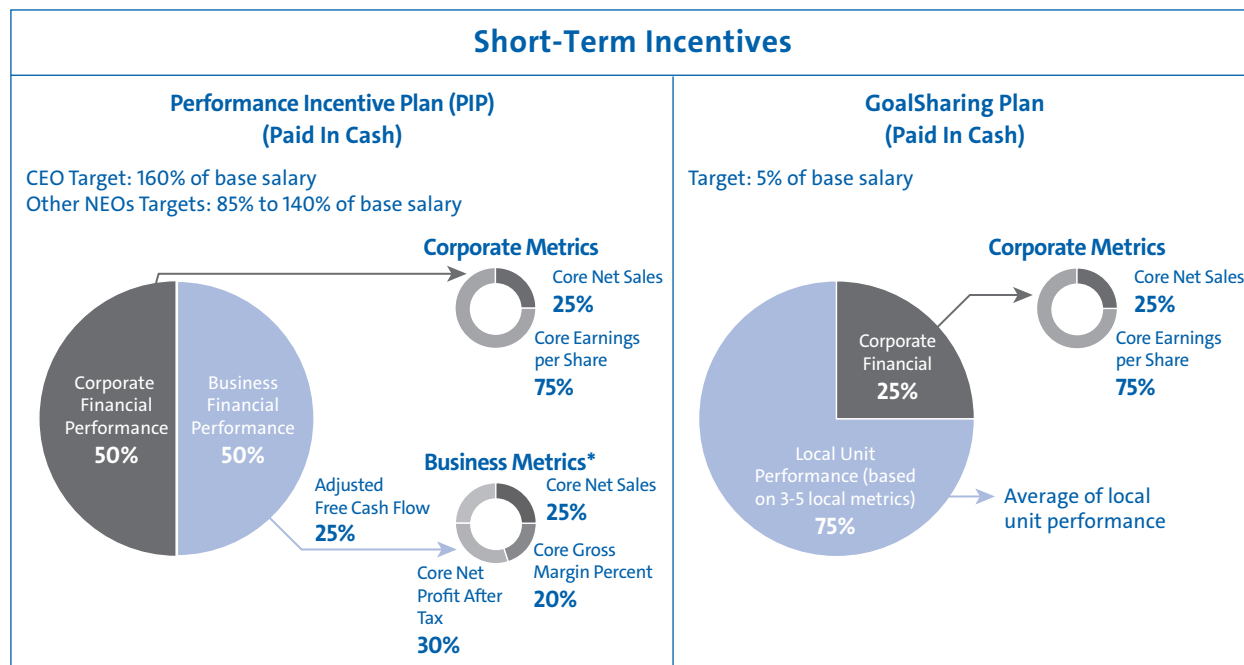 Short-Term Incentives
Performance Incentive Plan (PIP)
(Paid In Cash)
CEO Target: 160% of base salary
Other NEOs Targets: 85% to 140% of base salary
Corporate Metrics
Core Net Sales
25%
Core Earnings
per Share
75%
Corporate
Financial
Performance
50%
Business
Financial
Performance
50%
Business Metrics*
Adjusted
Free Cash Flow
25%
Core Net Sales
25%
Core Gross
Margin Percent
20%
Core Net
Profit After
Tax
30%
GoalSharing Plan
(Paid In Cash)
Target: 5% of base salary
Corporate Metrics
Core Net Sales
25%
Core Earnings
per Share
75%
Corporate
Financial
25%
Local Unit
Performance (based
on 3-5 local metrics)
75%
Average of local
unit performance